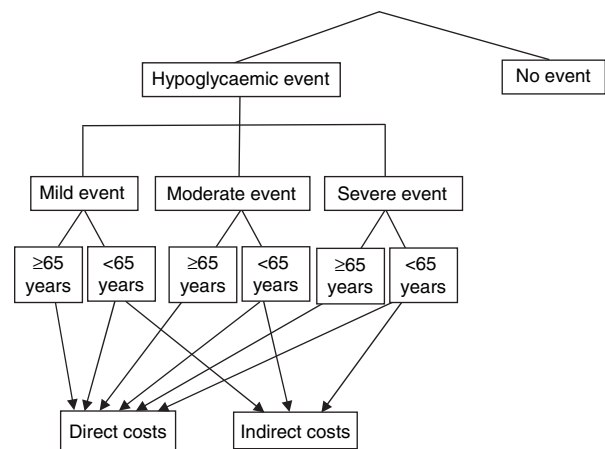 Hypoglycaemic event
No event
Mild event
Moderate event
Severe event
≥65
years
<65
years
≥65
years
<65
years
≥65
years
<65
years
Direct costs
Indirect costs